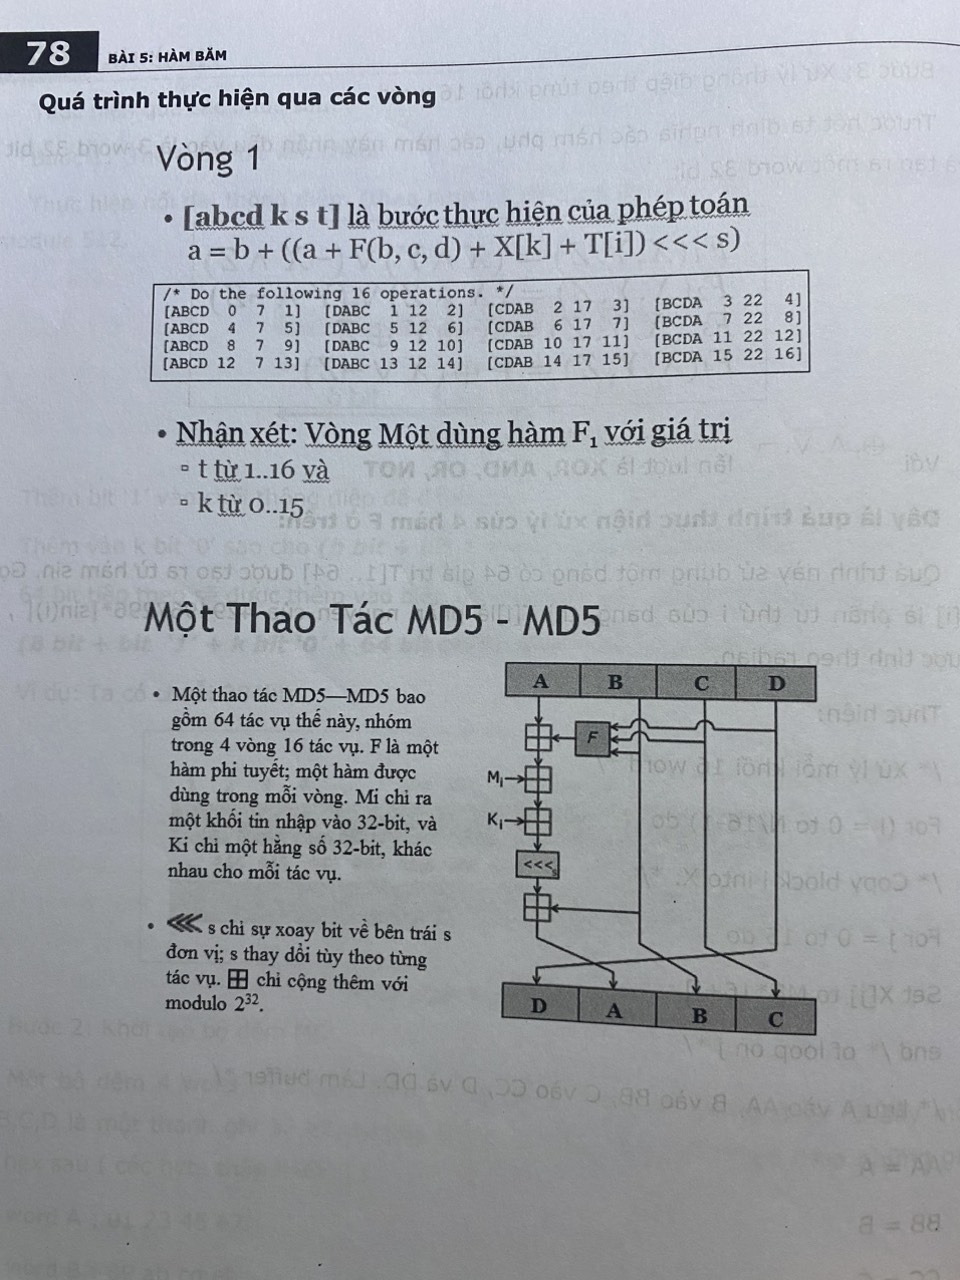 78
BÀI 5: HÀM BĂM
Quá trình thực hiện qua các vòng
Vòng 1
• [abcd k s t] là bước thực hiện của phép toán
a = b + ((a + F(b, c, d) + X[k] + T[i]) <<< s)
/* Do the following 16 operations. */
[ABCD 0 7 1] [DABC 1 12 2] [CDAB 2 17 3] [BCDA 3 22 4]
[ABCD 4 7 5] [DABC 5 12 6] [CDAB 6 17 7] [BCDA 7 22 8]
[ABCD 8 7 9] [DABC 9 12 10] [CDAB 10 17 11] [BCDA 11 22 12]
[ABCD 12 7 13] [DABC 13 12 14] [CDAB 14 17 15] [BCDA 15 22 16]
• Nhận xét: Vòng Một dùng hàm F₁ với giá trị
▫ t từ 1..16 và
▫ k từ 0..15
Một Thao Tác MD5 - MD5
• Một thao tác MD5—MD5 bao
gồm 64 tác vụ thế này, nhóm
trong 4 vòng 16 tác vụ. F là một
hàm phi tuyết; một hàm được
dùng trong mỗi vòng. Mi chỉ ra
một khối tin nhập vào 32-bit, và
Ki chỉ một hằng số 32-bit, khác
nhau cho mỗi tác vụ.
• <<< s chỉ sự xoay bit về bên trái s
đơn vị; s thay dổi tùy theo từng
tác vụ. ⊞ chỉ cộng thêm với
modulo 2³².
A B C D
F
Mᵢ
Kᵢ
<<<ₛ
D A B C